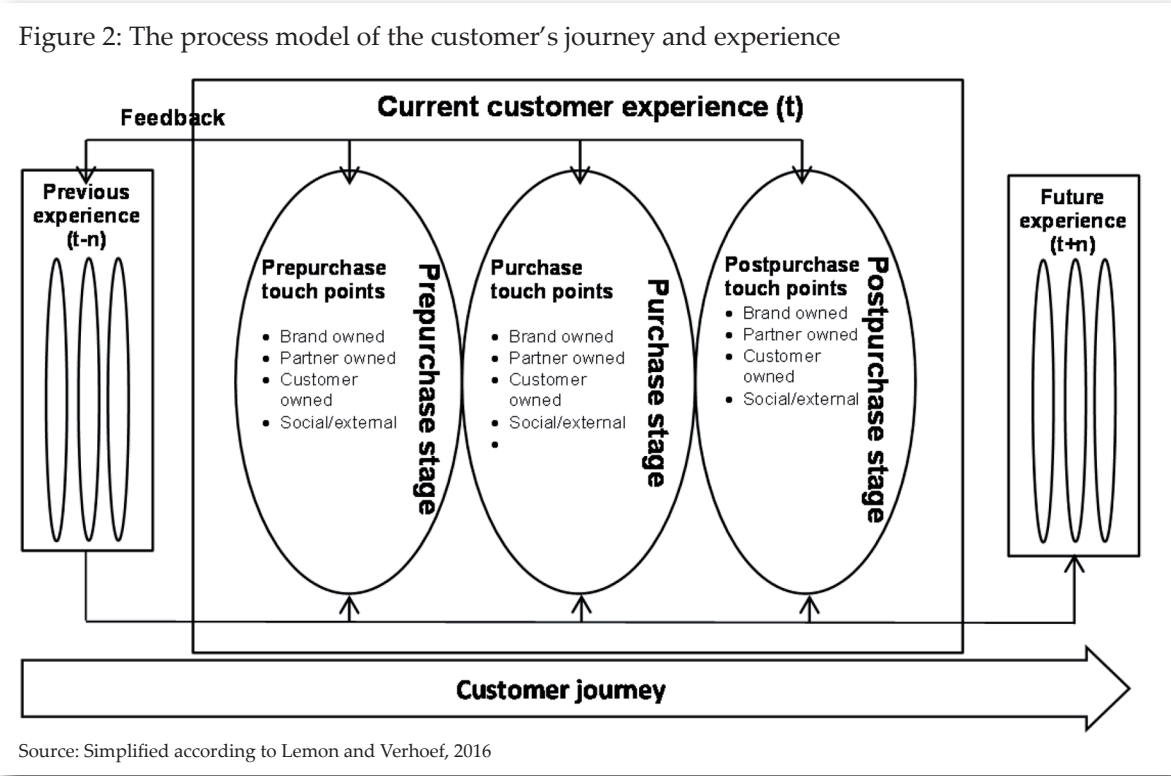 Figure 2: The process model of the customer’s journey and experience
Current customer experience (t)
Feedback
Previous
experience
(t-n)
Prepurchase
touch points
• Brand owned
• Partner owned
• Customer
owned
• Social/external
Prepurchase stage
Purchase
touch points
• Brand owned
• Partner owned
• Customer
owned
• Social/external
•
Purchase stage
Postpurchase
touch points
• Brand owned
• Partner owned
• Customer
owned
• Social/external
Postpurchase stage
Future
experience
(t+n)
Customer journey
Source: Simplified according to Lemon and Verhoef, 2016